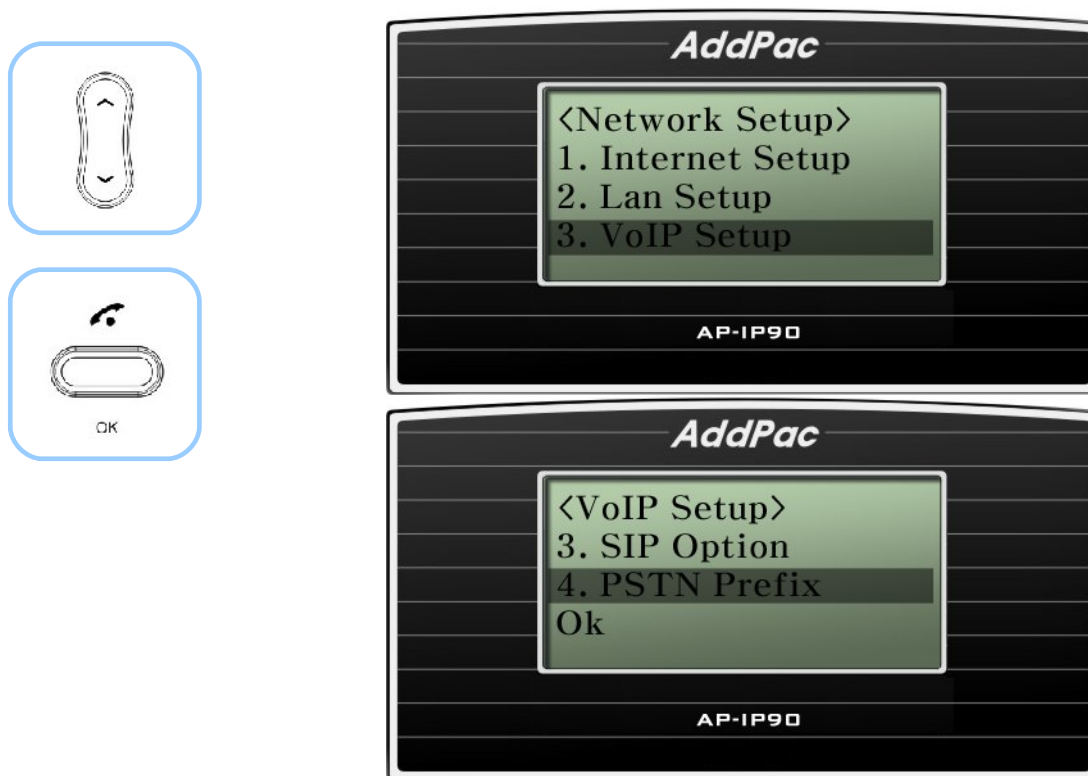 AddPac
<Network Setup>
1. Internet Setup
2. Lan Setup
3. VoIP Setup
AP-IP90
OK
AddPac
<VoIP Setup>
3. SIP Option
4. PSTN Prefix
Ok
AP-IP90